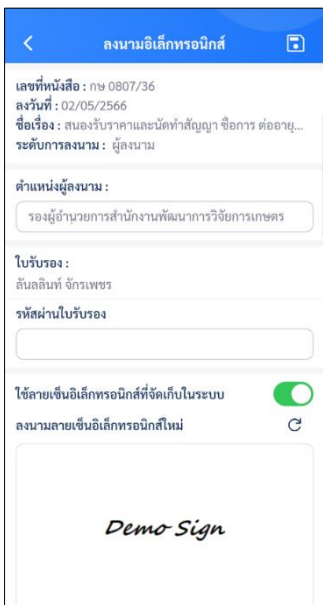 ลงนามอิเล็กทรอนิกส์
เลขที่หนังสือ : กษ 0807/36
ลงวันที่ : 02/05/2566
ชื่อเรื่อง : สนองรับราคาและนัดทำสัญญา ซื้อการ ต่ออายุ...
ระดับการลงนาม : ผู้ลงนาม
ตำแหน่งผู้ลงนาม :
รองผู้อำนวยการสำนักงานพัฒนาการวิจัยการเกษตร
ใบรับรอง :
ลันลลินท์ จักรเพชร
รหัสผ่านใบรับรอง
ใช้ลายเซ็นอิเล็กทรอนิกส์ที่จัดเก็บในระบบ
ลงนามลายเซ็นอิเล็กทรอนิกส์ใหม่
Demo Sign